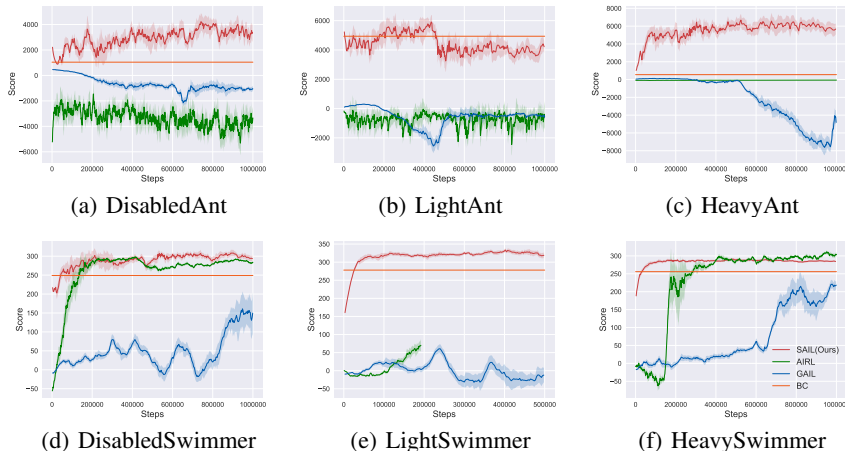 4000
2000
0
−2000
−4000
−6000
Score
0 200000 400000 600000 800000 1000000
Steps
(a) DisabledAnt
6000
4000
2000
0
−2000
Score
0 200000 400000 600000 800000 1000000
Steps
(b) LightAnt
8000
6000
4000
2000
0
−2000
−4000
−6000
−8000
Score
0 200000 400000 600000 800000 1000000
Steps
(c) HeavyAnt
300
250
200
150
100
50
0
−50
Score
0 200000 400000 600000 800000 1000000
Steps
(d) DisabledSwimmer
350
300
250
200
150
100
50
0
−50
Score
0 100000 200000 300000 400000 500000
Steps
(e) LightSwimmer
300
250
200
150
100
50
0
−50
Score
0 200000 400000 600000 800000 1000000
Steps
SAIL(Ours)
AIRL
GAIL
BC
(f) HeavySwimmer